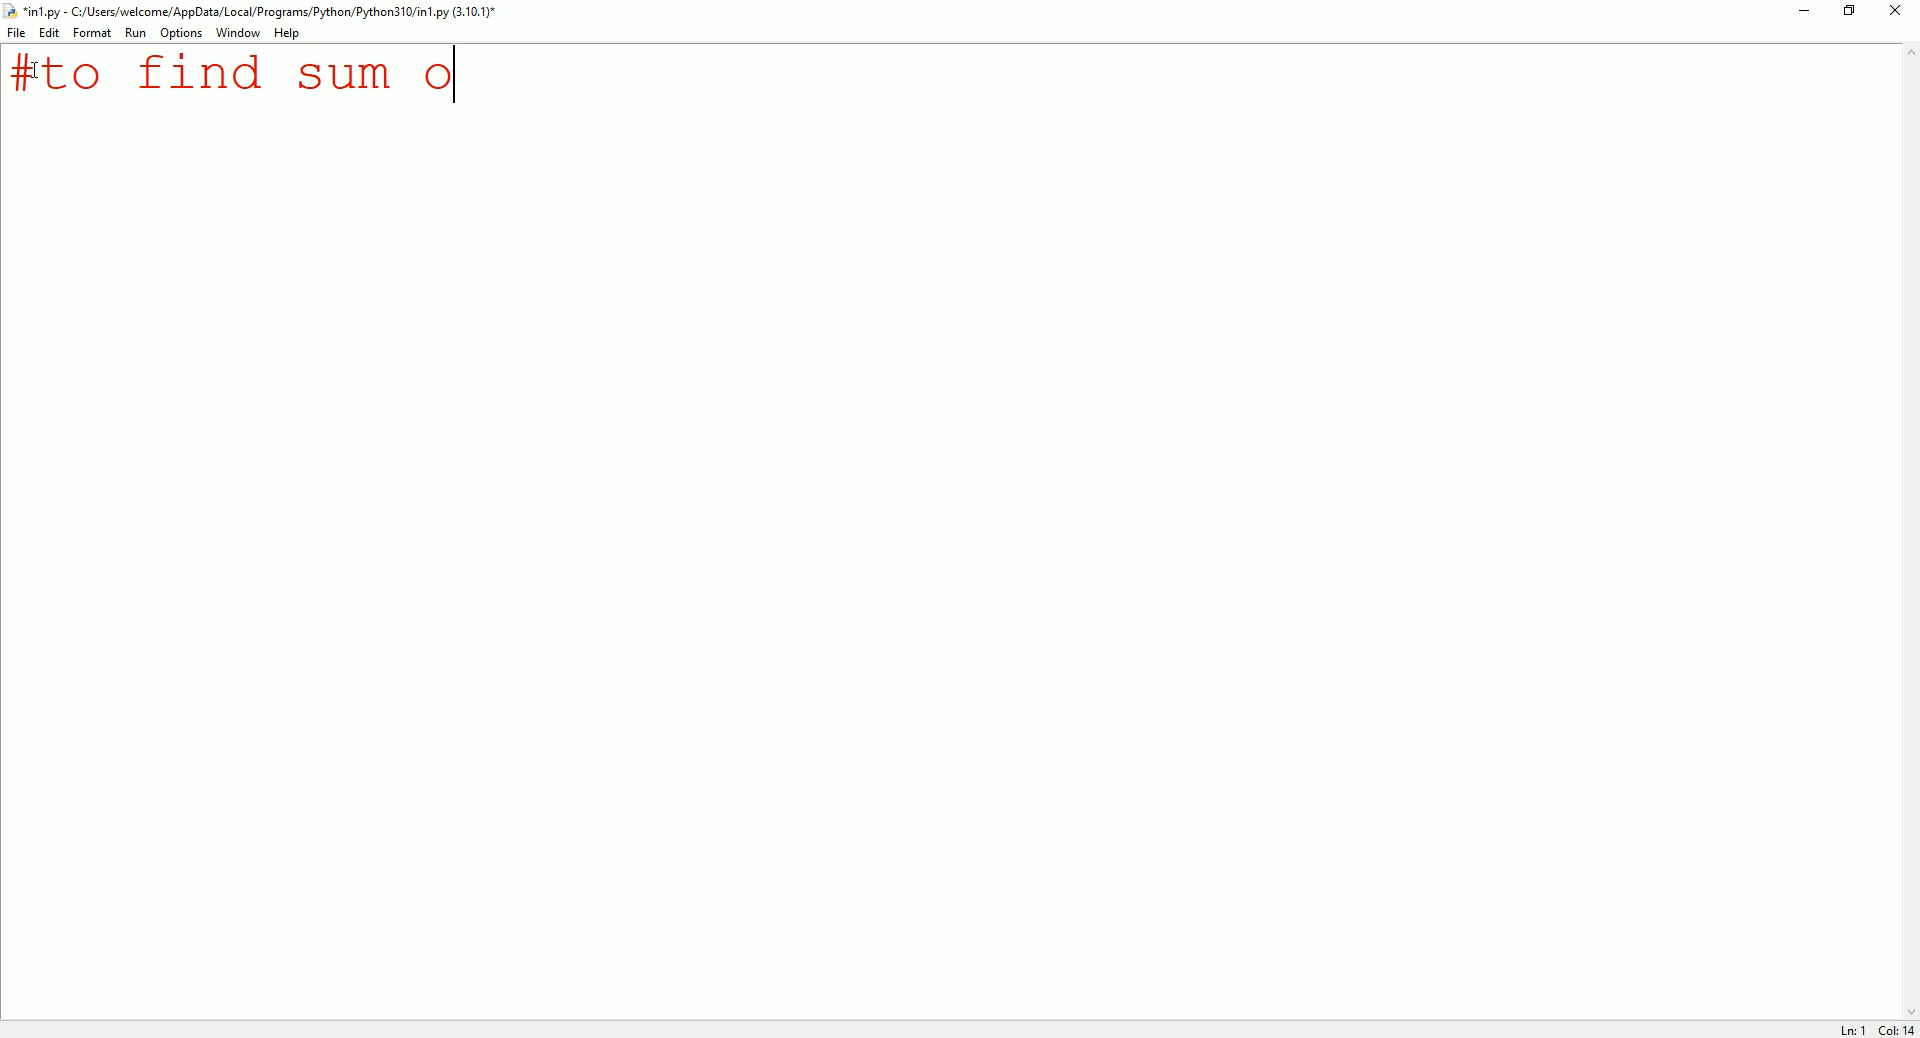 *in1.py - C:/Users/welcome/AppData/Local/Programs/Python/Python310/in1.py (3.10.1)*
File Edit Format Run Options Window Help
#to find sum o
Ln: 1 Col: 14